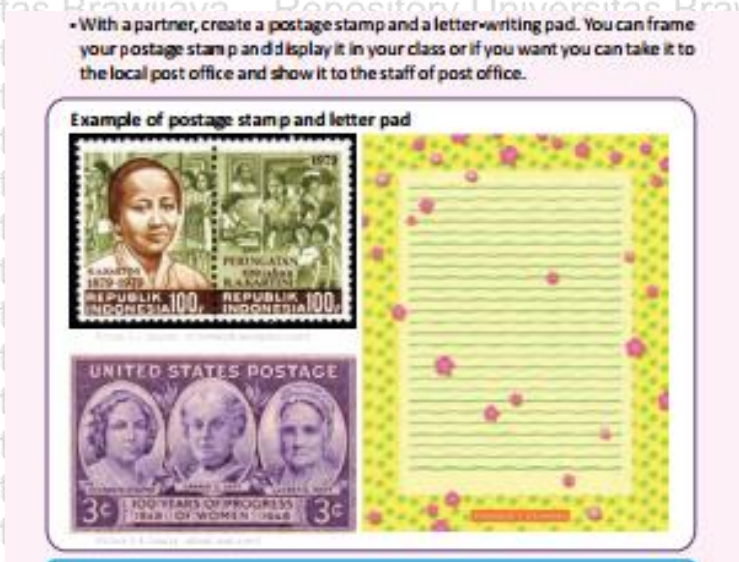 • With a partner, create a postage stamp and a letter-writing pad. You can frame
your postage stamp and display it in your class or if you want you can take it to
the local post office and show it to the staff of post office.
Example of postage stamp and letter pad
1979
R.A.KARTINI
1879-1979
PERINGATAN
R.A.KARTINI
REPUBLIK INDONESIA 100
REPUBLIK INDONESIA 100
UNITED STATES POSTAGE
3¢
100 YEARS OF PROGRESS
1848 OF WOMEN 1948
3¢